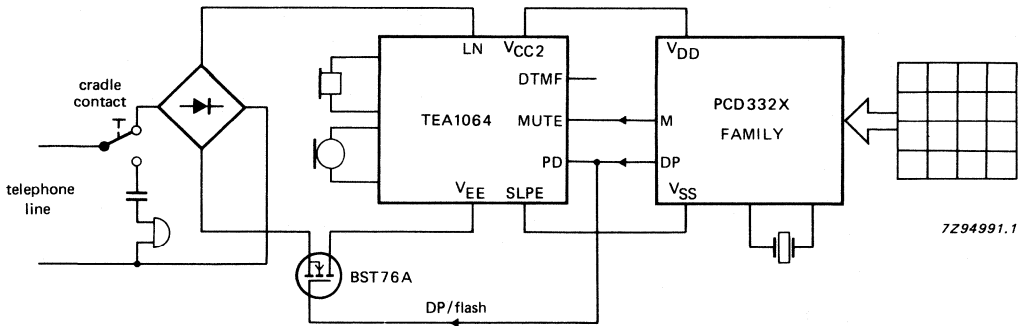 LN
VCC2
VDD
cradle
contact
DTMF
TEA1064
MUTE
PD
VEE
SLPE
M
DP
VSS
PCD332X
FAMILY
telephone
line
BST76A
DP/flash
7Z94991.1